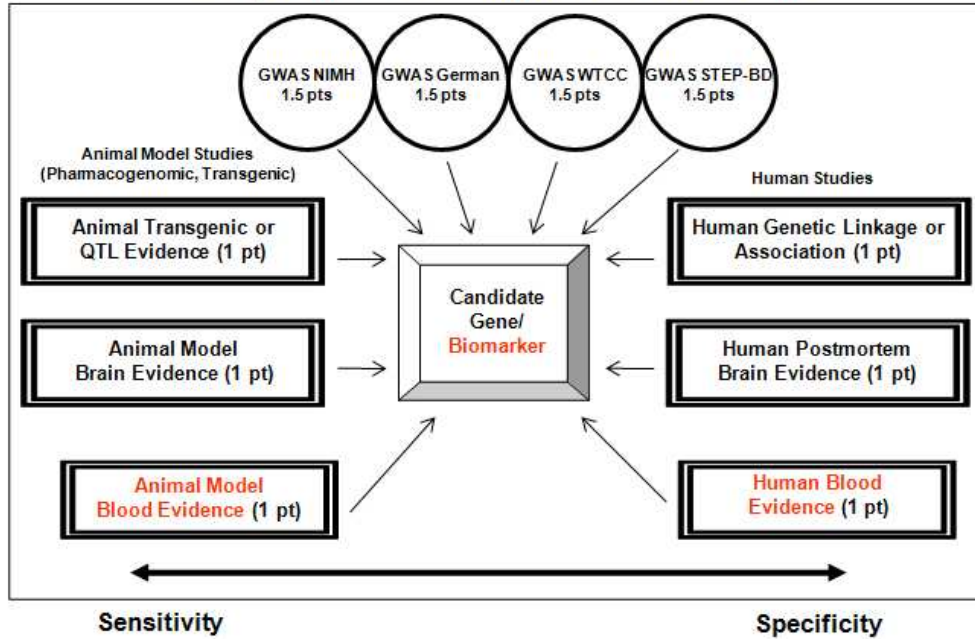 GWAS NIMH
1.5 pts
GWAS German
1.5 pts
GWAS WTCC
1.5 pts
GWAS STEP-BD
1.5 pts
Animal Model Studies
(Pharmacogenomic, Transgenic)
Human Studies
Animal Transgenic or
QTL Evidence (1 pt)
Human Genetic Linkage or
Association (1 pt)
Candidate
Gene/
Biomarker
Animal Model
Brain Evidence (1 pt)
Human Postmortem
Brain Evidence (1 pt)
Animal Model
Blood Evidence (1 pt)
Human Blood
Evidence (1 pt)
Sensitivity
Specificity